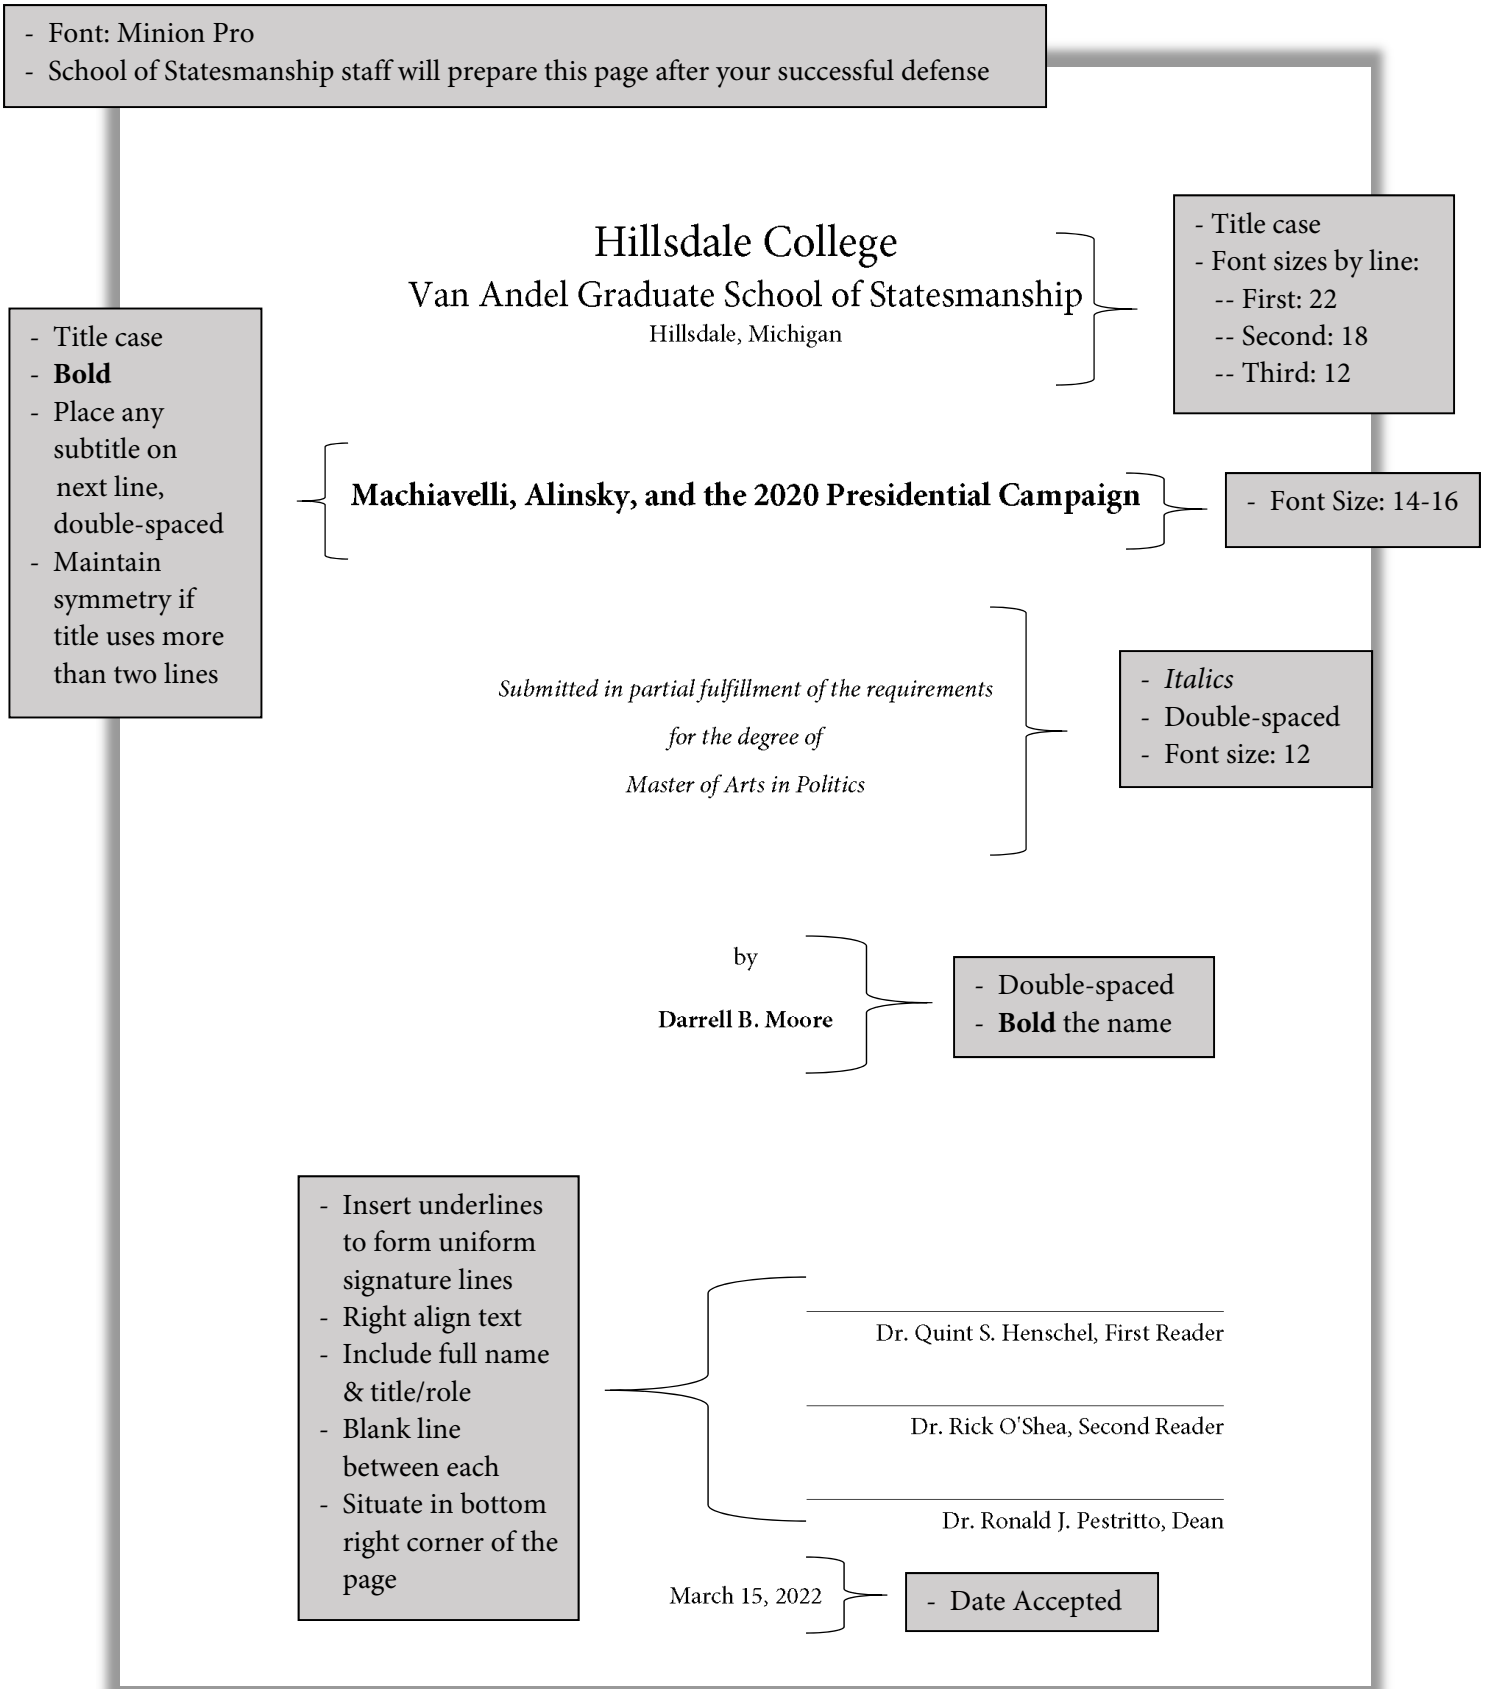 - Font: Minion Pro
- School of Statesmanship staff will prepare this page after your successful defense
Hillsdale College
Van Andel Graduate School of Statesmanship
Hillsdale, Michigan
- Title case
- Font sizes by line:
-- First: 22
-- Second: 18
-- Third: 12
- Title case
- Bold
- Place any
subtitle on
next line,
double-spaced
- Maintain
symmetry if
title uses more
than two lines
Machiavelli, Alinsky, and the 2020 Presidential Campaign
- Font Size: 14-16
Submitted in partial fulfillment of the requirements
for the degree of
Master of Arts in Politics
- Italics
- Double-spaced
- Font size: 12
by
Darrell B. Moore
- Double-spaced
- Bold the name
- Insert underlines
to form uniform
signature lines
- Right align text
- Include full name
& title/role
- Blank line
between each
- Situate in bottom
right corner of the
page
Dr. Quint S. Henschel, First Reader
Dr. Rick O'Shea, Second Reader
Dr. Ronald J. Pestritto, Dean
March 15, 2022
- Date Accepted